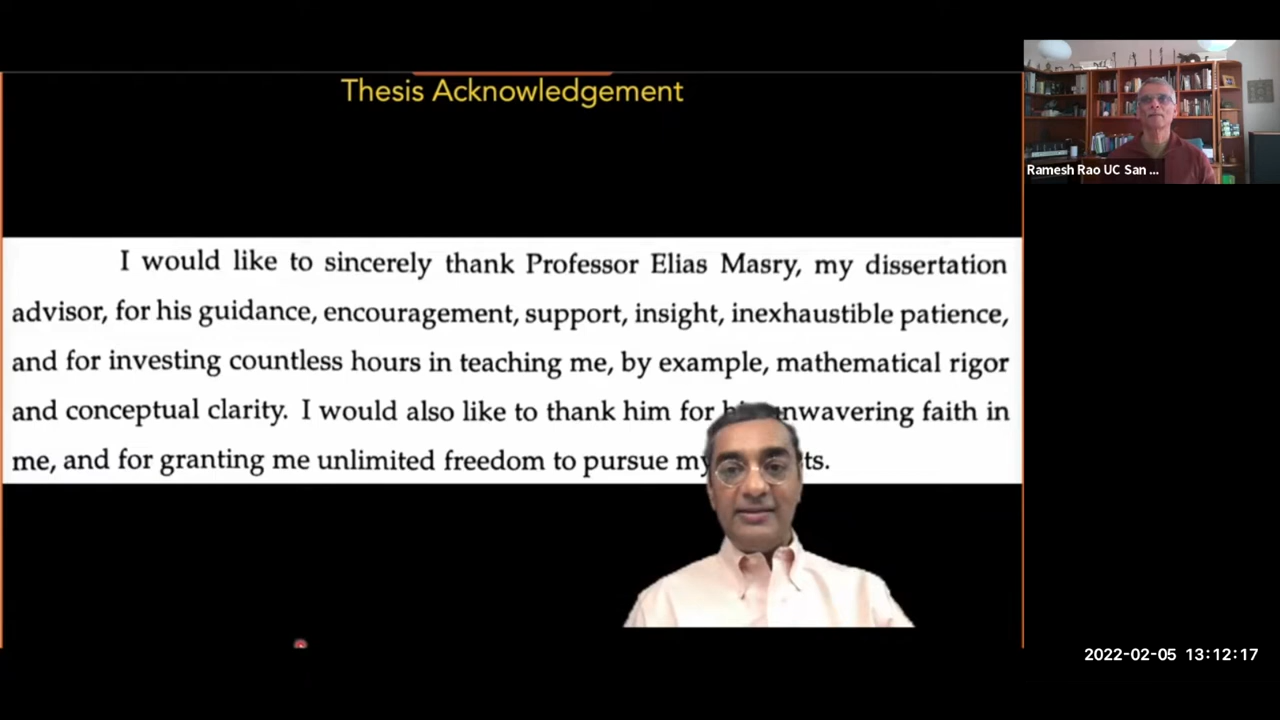 Thesis Acknowledgement
I would like to sincerely thank Professor Elias Masry, my dissertation
advisor, for his guidance, encouragement, support, insight, inexhaustible patience,
and for investing countless hours in teaching me, by example, mathematical rigor
and conceptual clarity. I would also like to thank him for unwavering faith in
me, and for granting me unlimited freedom to pursue my
Ramesh Rao UC San ...
2022-02-05 13:12:17